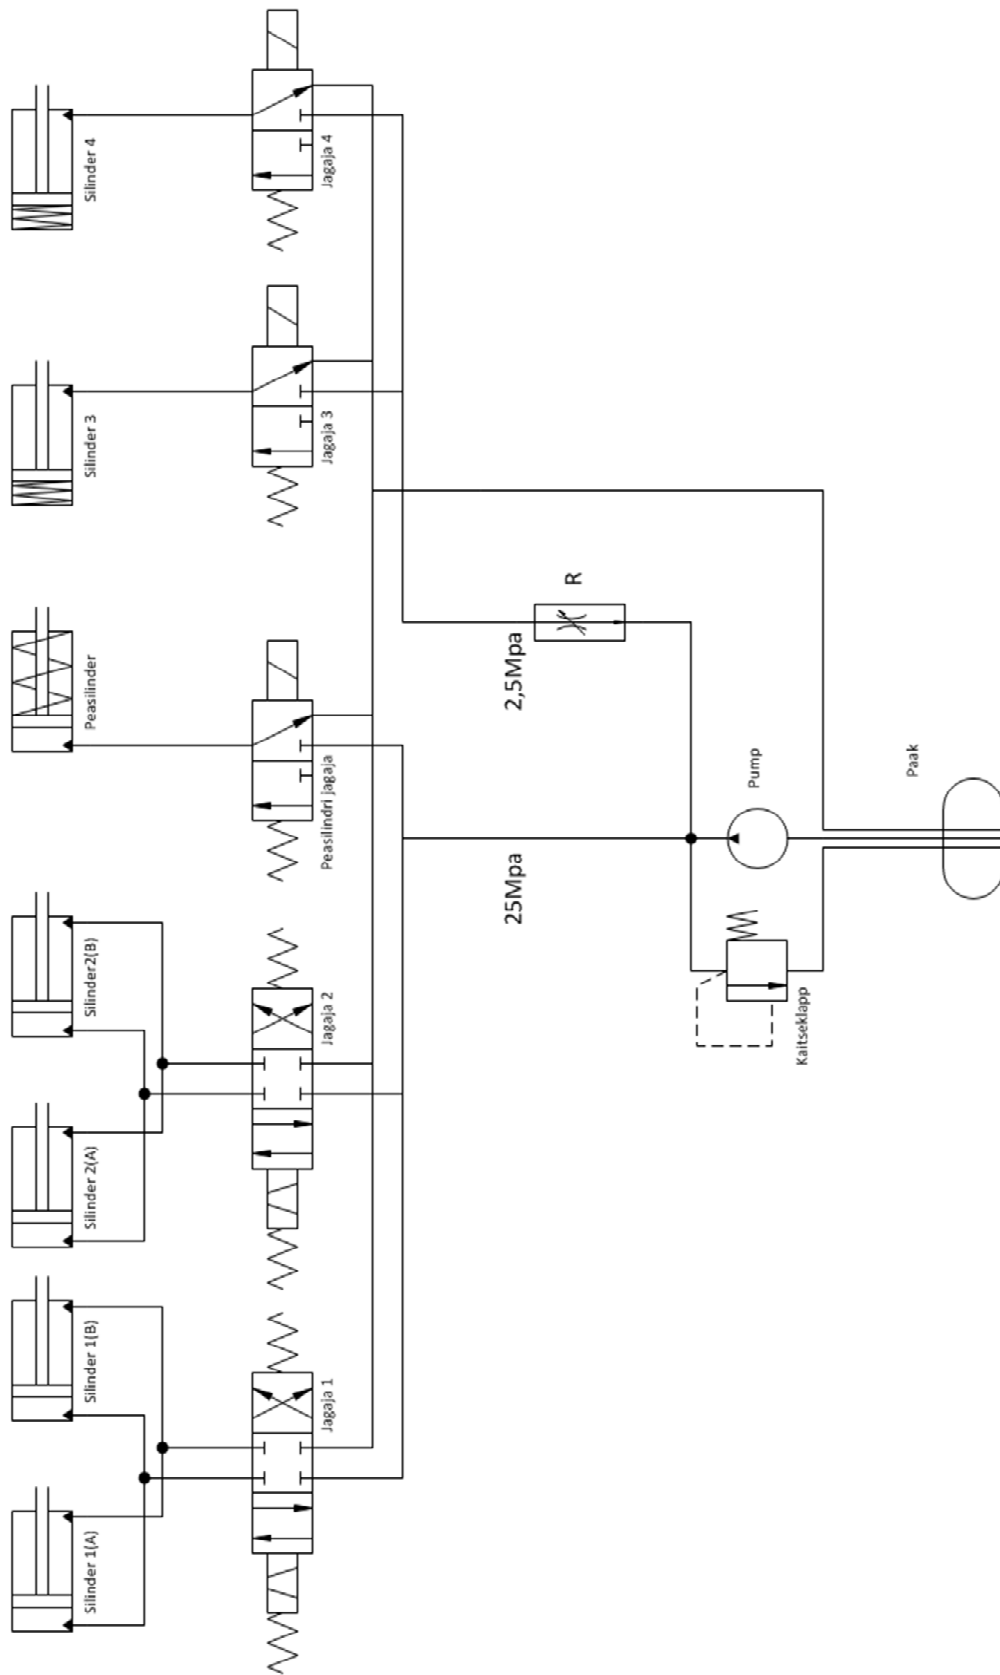 Silinder 1(A)
Silinder 1(B)
Silinder 2(A)
Silinder2(B)
Peasilinder
Silinder 3
Silinder 4
Jagaja 1
Jagaja 2
Peasilindri jagaja
Jagaja 3
Jagaja 4
25Mpa
2,5Mpa
R
Kaitseklapp
Pump
Paak